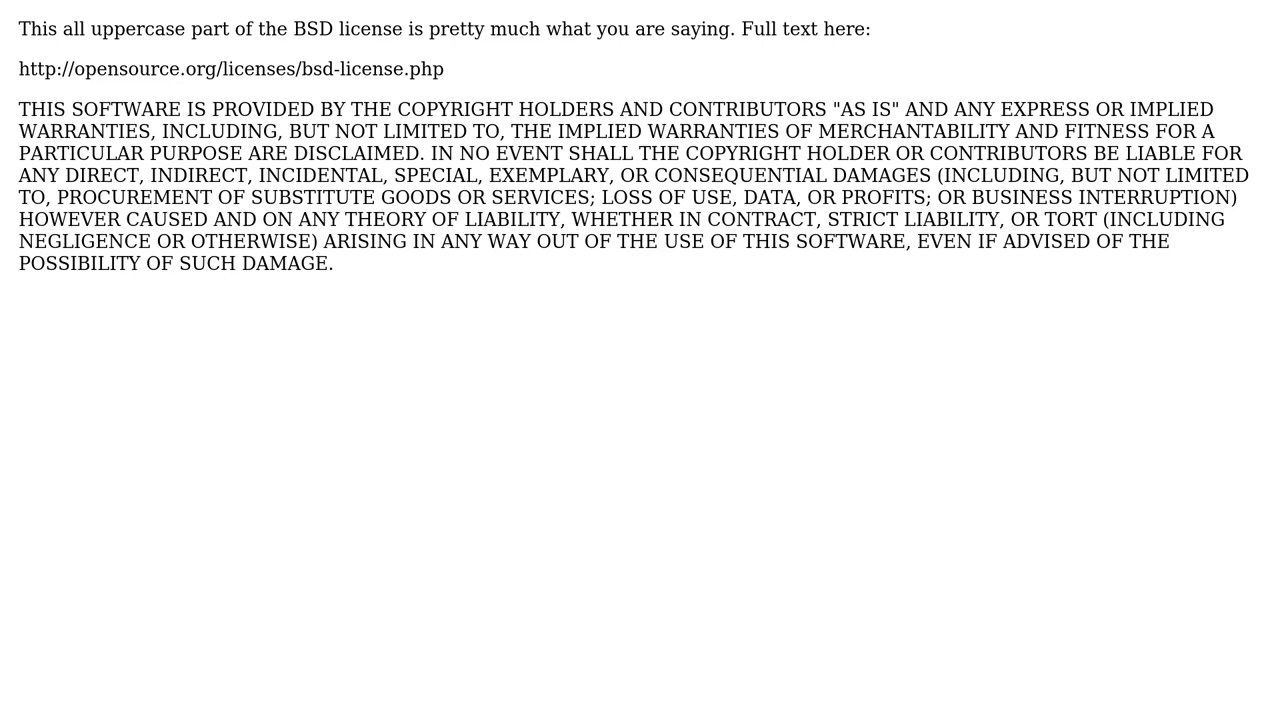 This all uppercase part of the BSD license is pretty much what you are saying. Full text here:
http://opensource.org/licenses/bsd-license.php
THIS SOFTWARE IS PROVIDED BY THE COPYRIGHT HOLDERS AND CONTRIBUTORS "AS IS" AND ANY EXPRESS OR IMPLIED
WARRANTIES, INCLUDING, BUT NOT LIMITED TO, THE IMPLIED WARRANTIES OF MERCHANTABILITY AND FITNESS FOR A
PARTICULAR PURPOSE ARE DISCLAIMED. IN NO EVENT SHALL THE COPYRIGHT HOLDER OR CONTRIBUTORS BE LIABLE FOR
ANY DIRECT, INDIRECT, INCIDENTAL, SPECIAL, EXEMPLARY, OR CONSEQUENTIAL DAMAGES (INCLUDING, BUT NOT LIMITED
TO, PROCUREMENT OF SUBSTITUTE GOODS OR SERVICES; LOSS OF USE, DATA, OR PROFITS; OR BUSINESS INTERRUPTION)
HOWEVER CAUSED AND ON ANY THEORY OF LIABILITY, WHETHER IN CONTRACT, STRICT LIABILITY, OR TORT (INCLUDING
NEGLIGENCE OR OTHERWISE) ARISING IN ANY WAY OUT OF THE USE OF THIS SOFTWARE, EVEN IF ADVISED OF THE
POSSIBILITY OF SUCH DAMAGE.